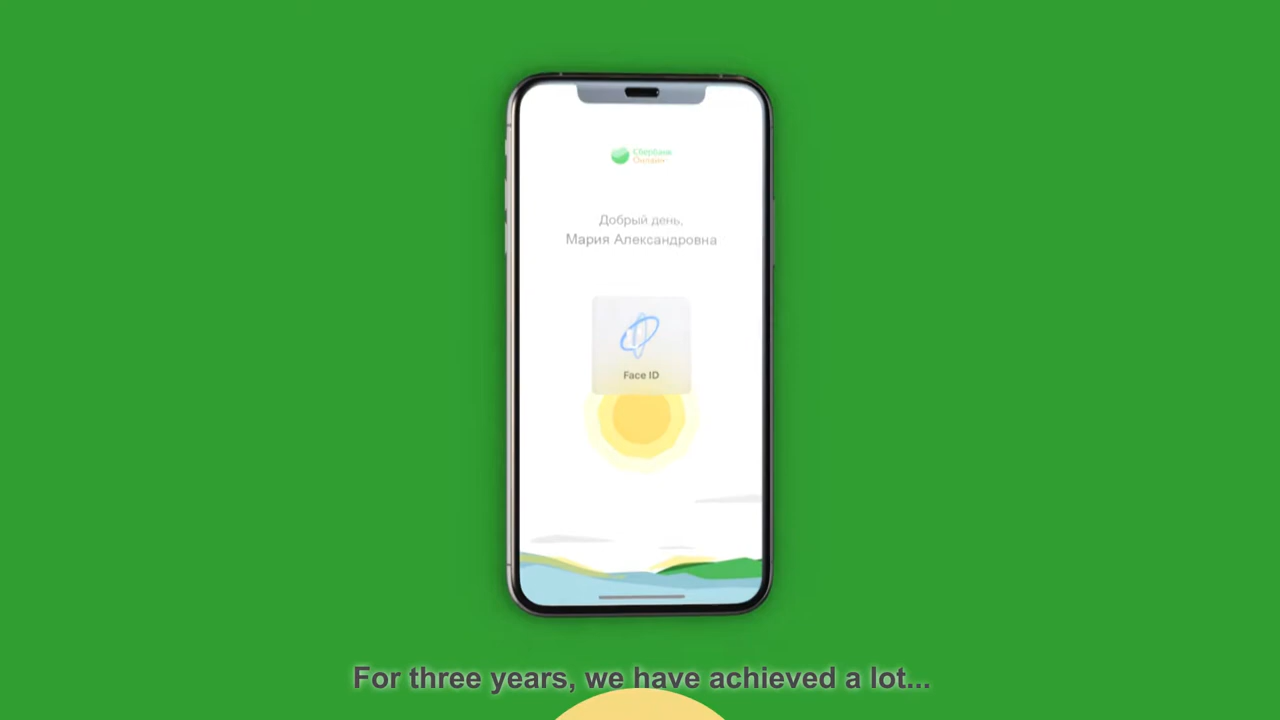 Сбербанк
Онлайн
Добрый день,
Мария Александровна
Face ID
For three years, we have achieved a lot...